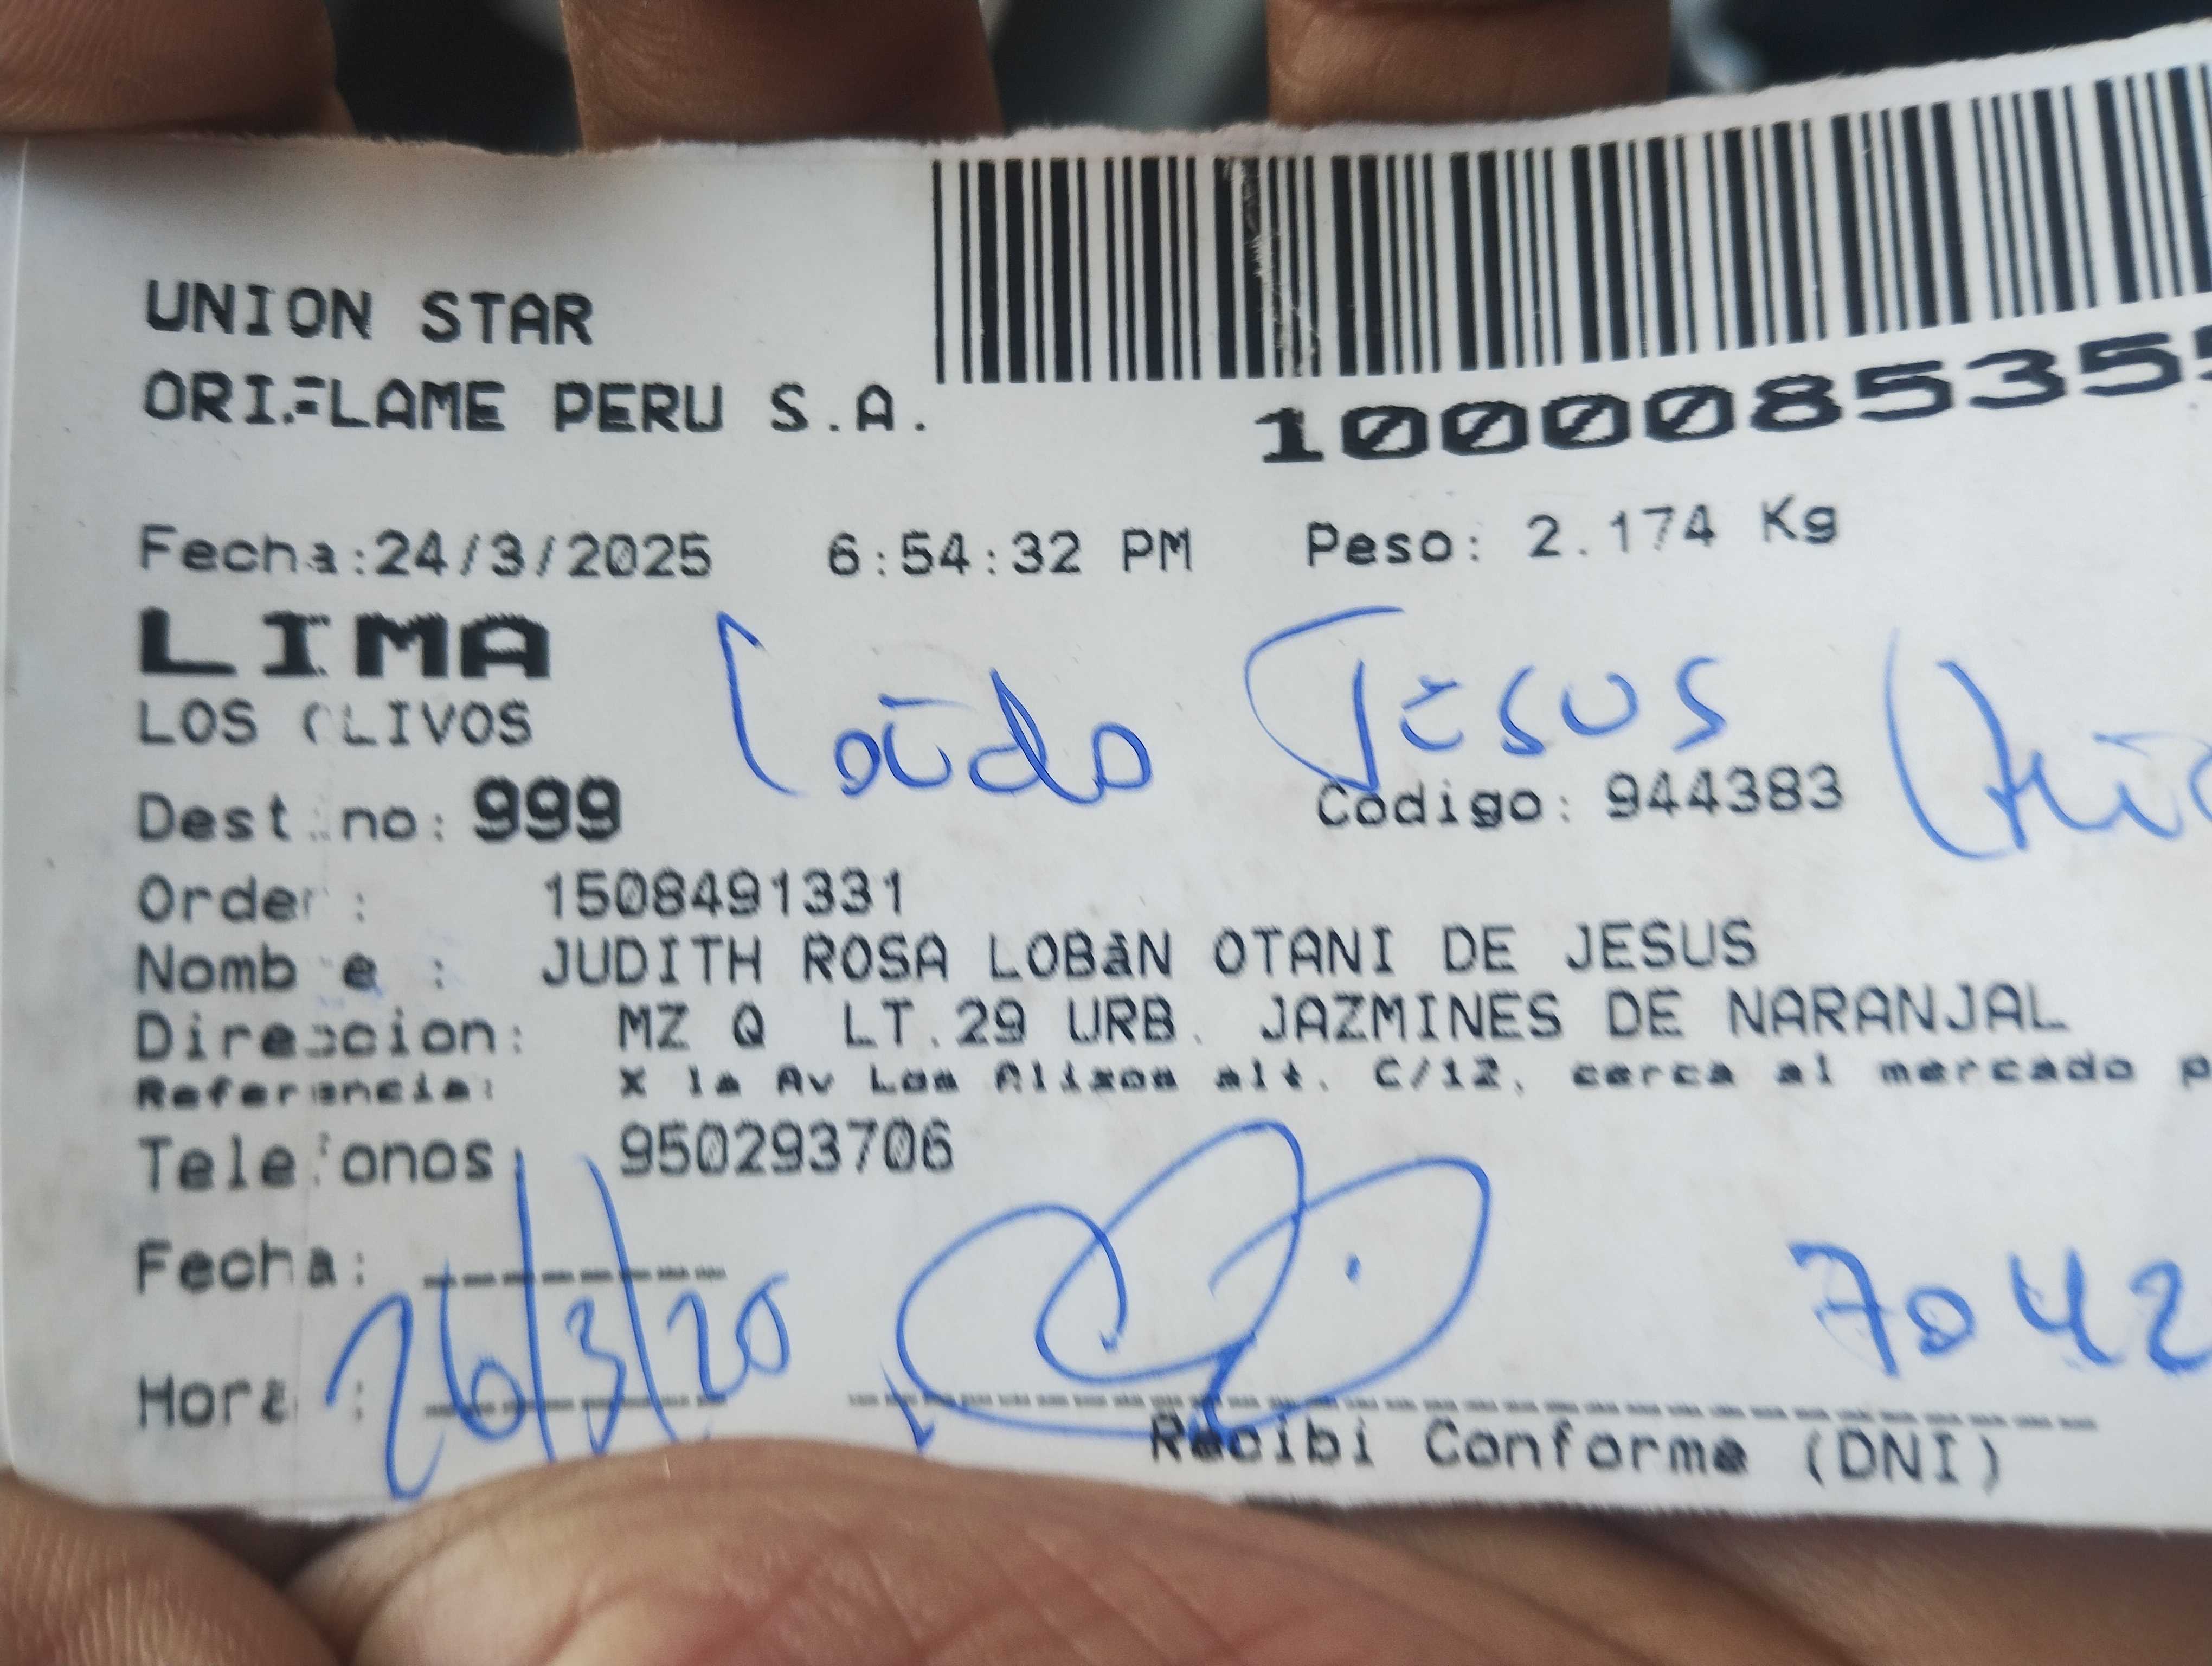 UNION STAR
ORIFLAME PERU S.A.
1000085355
Fecha:24/3/2025 6:54:32 PM Peso: 2.174 Kg
LIMA
LOS OLIVOS
Jesus
Destino: 999 Codigo: 944383
Order : 1508491331
Nombre : JUDITH ROSA LOBáN OTANI DE JESUS
Direccion: MZ Q LT.29 URB. JAZMINES DE NARANJAL
Referencia: X la Av Los Alisos alt. C/12, cerca al mercado p
Telefonos 950293706
Fecha:
26/3/20
7042
Hora :
Recibi Conforme (DNI)